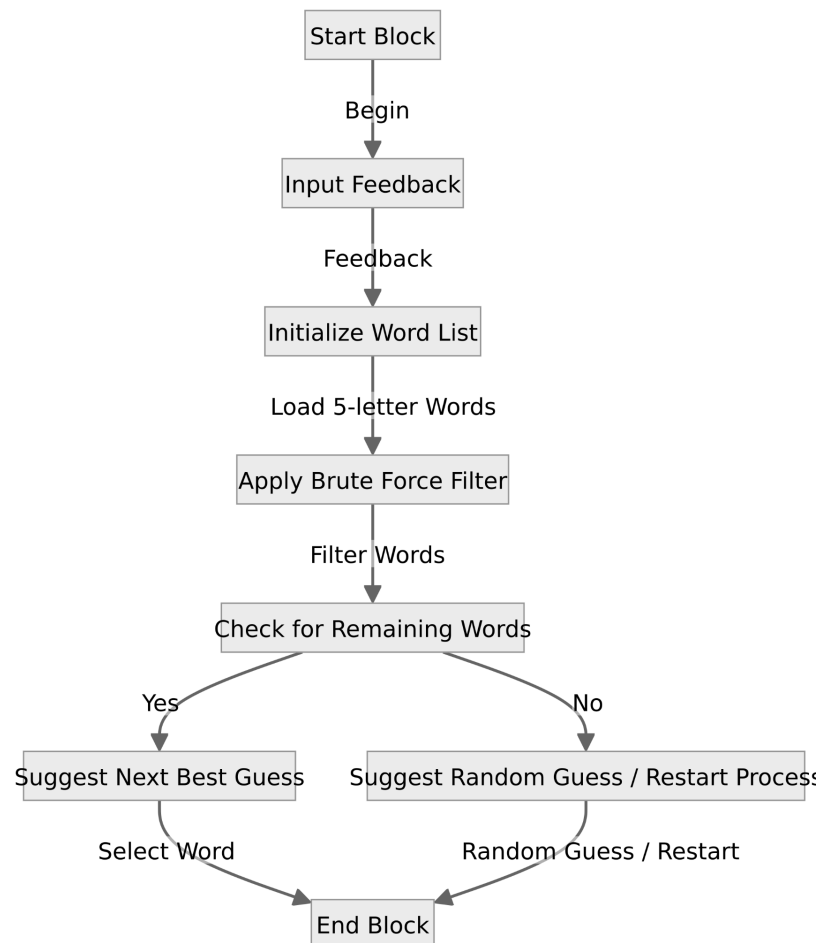 Start Block
Begin
Input Feedback
Feedback
Initialize Word List
Load 5-letter Words
Apply Brute Force Filter
Filter Words
Check for Remaining Words
Yes
No
Suggest Next Best Guess
Suggest Random Guess / Restart Process
Select Word
Random Guess / Restart
End Block